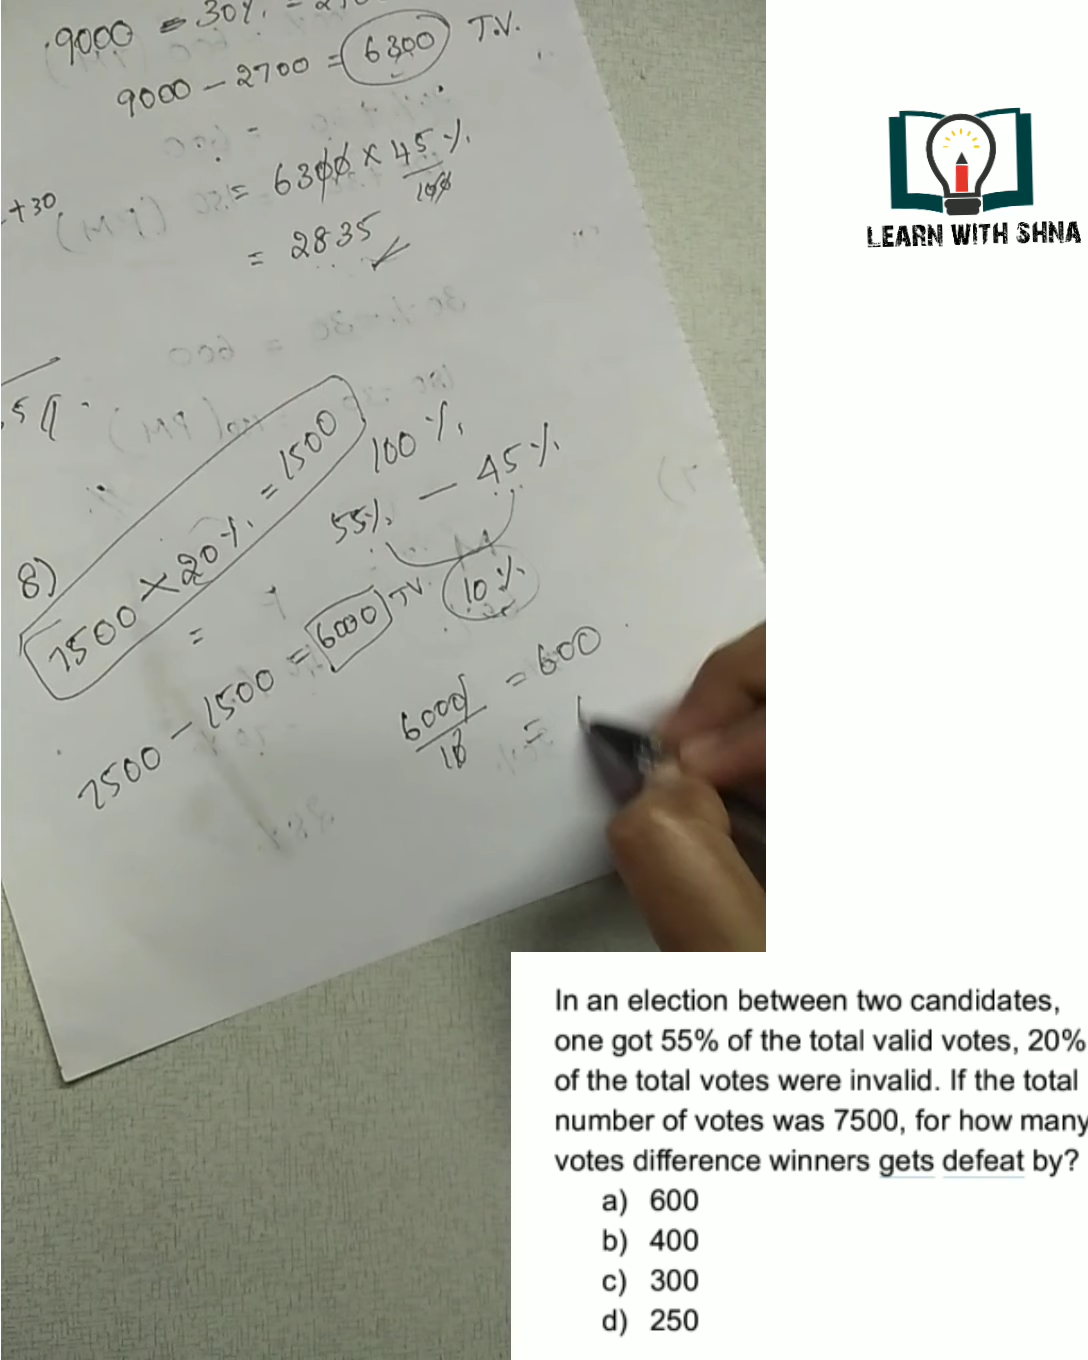 .9000 - 30%. =
9000 - 2700 = 6300 T.V.
= 6300 x 45 %.
100
+30
= 2835
8)
7500 x 20%. = 1500
100 %.
55%. - 45%.
=
10 %.
7500 - 1500 = 6000 TV.
6000 = 600
10
=
LEARN WITH SHNA
In an election between two candidates,
one got 55% of the total valid votes, 20%
of the total votes were invalid. If the total
number of votes was 7500, for how many
votes difference winners gets defeat by?
a) 600
b) 400
c) 300
d) 250